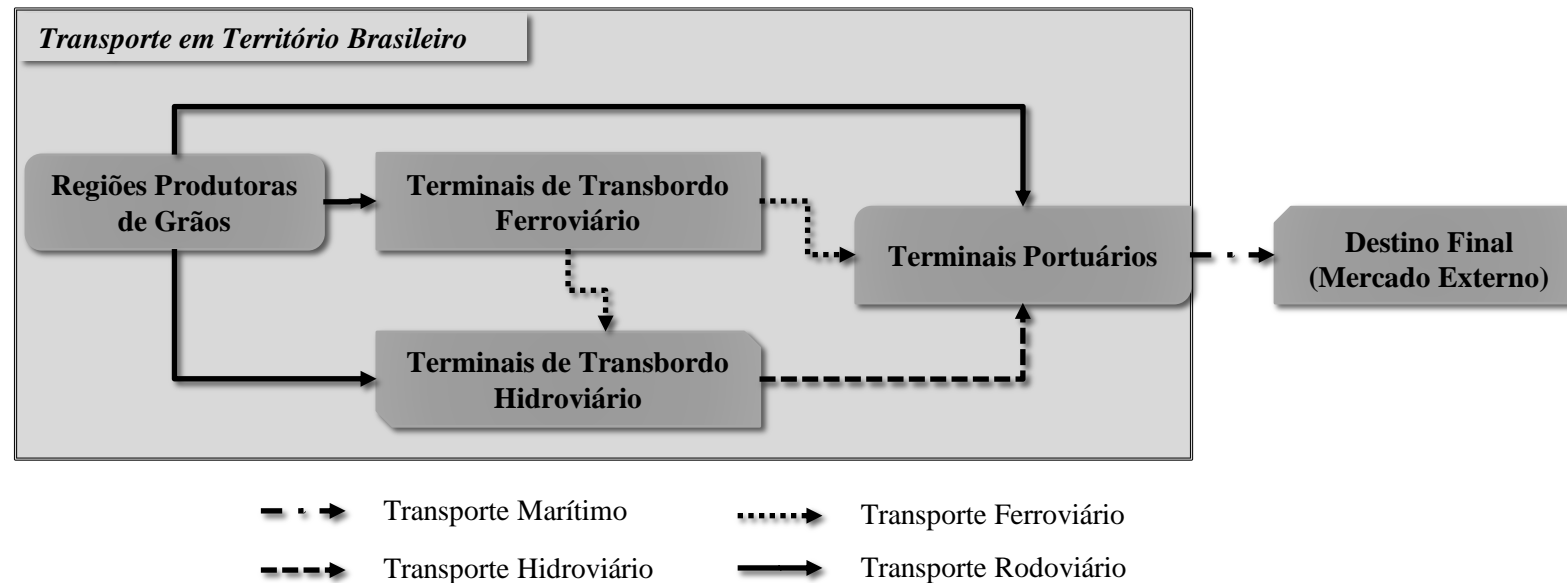 Transporte em Território Brasileiro
Regiões Produtoras
de Grãos
Terminais de Transbordo
Ferroviário
Terminais Portuários
Destino Final
(Mercado Externo)
Terminais de Transbordo
Hidroviário
Transporte Marítimo
Transporte Ferroviário
Transporte Hidroviário
Transporte Rodoviário